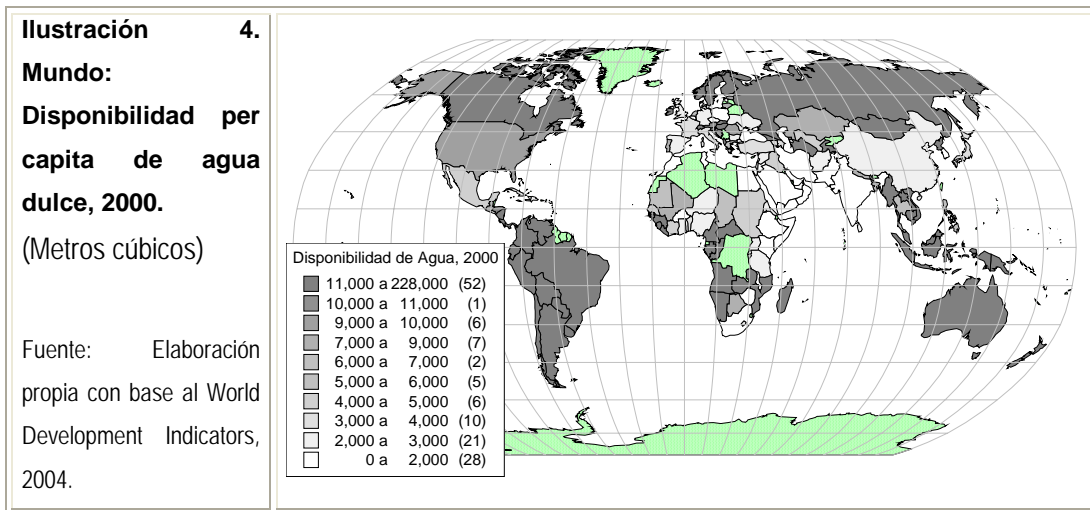 Ilustración 4.
Mundo:
Disponibilidad per
capita de agua
dulce, 2000.
(Metros cúbicos)
Fuente: Elaboración
propia con base al World
Development Indicators,
2004.
Disponibilidad de Agua, 2000
11,000 a 228,000 (52)
10,000 a 11,000 (1)
9,000 a 10,000 (6)
7,000 a 9,000 (7)
6,000 a 7,000 (2)
5,000 a 6,000 (5)
4,000 a 5,000 (6)
3,000 a 4,000 (10)
2,000 a 3,000 (21)
0 a 2,000 (28)